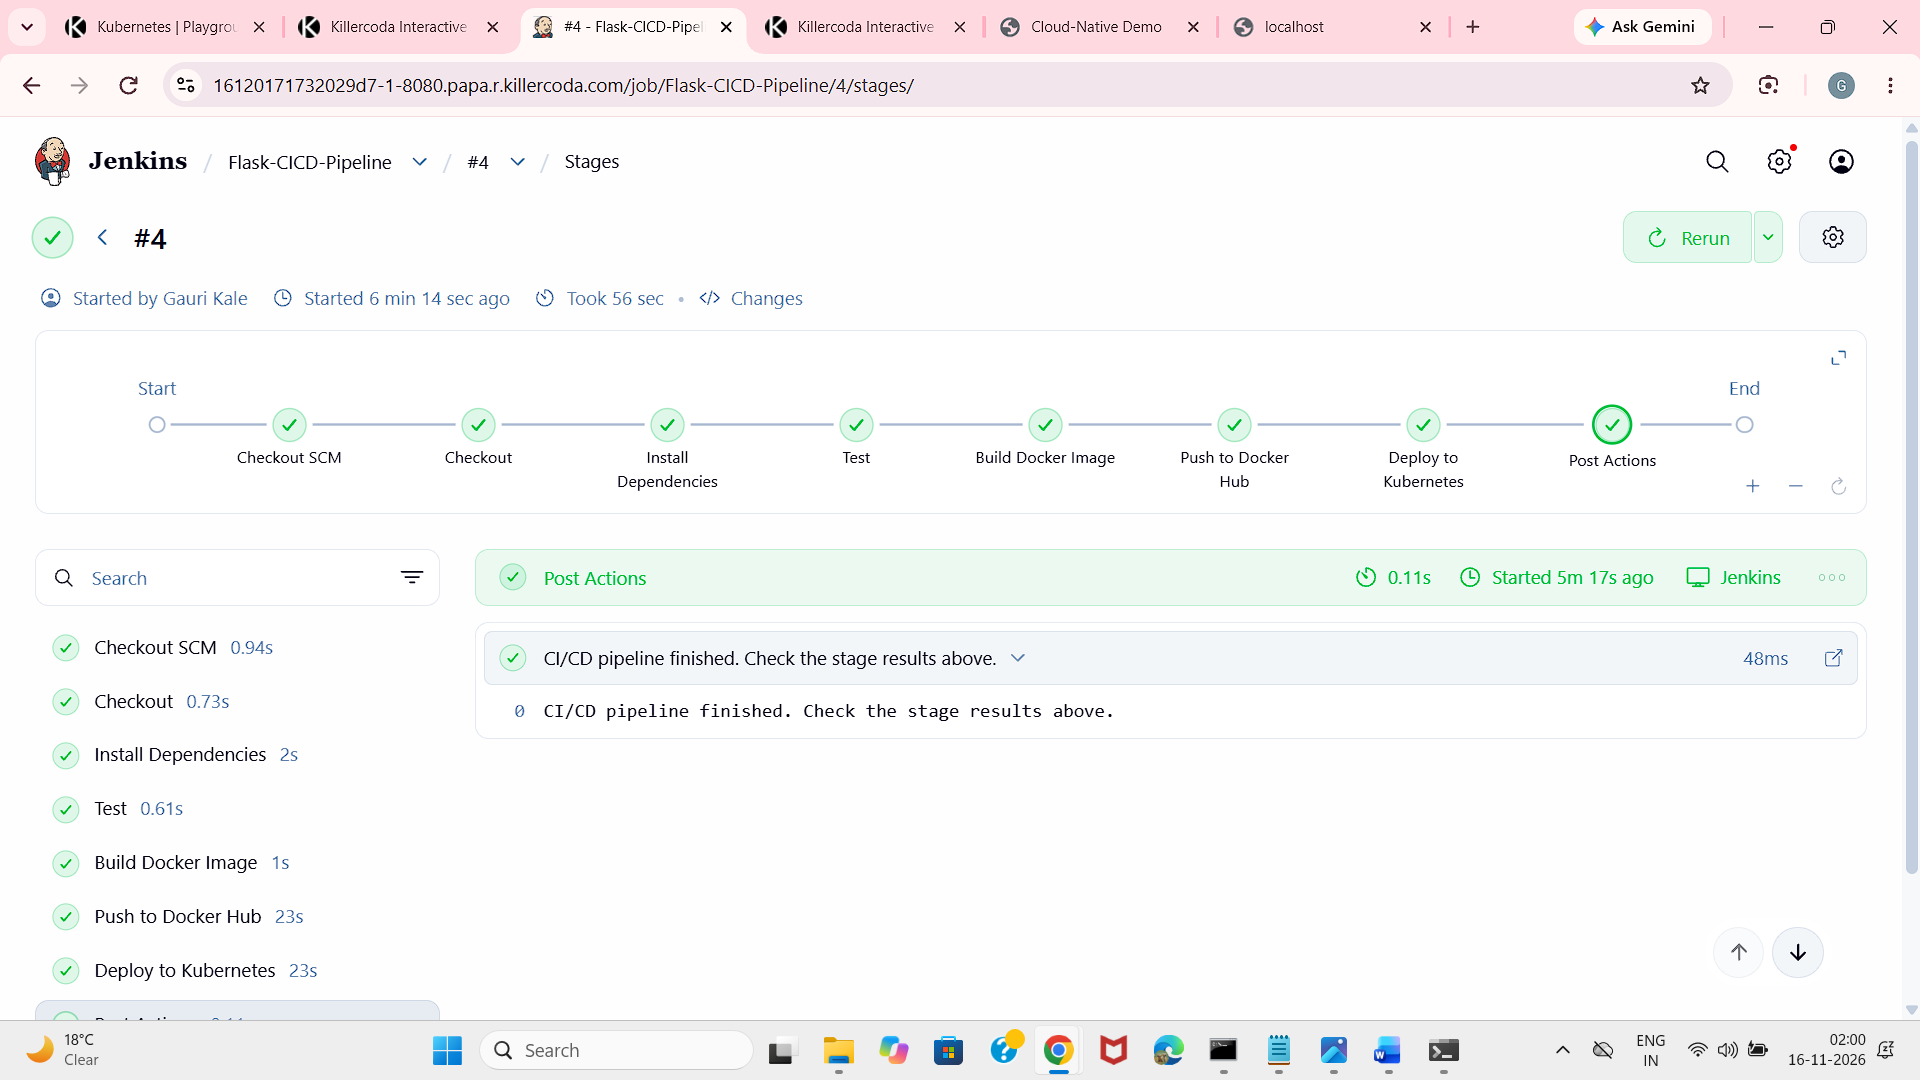 Kubernetes | Playgrou
Killercoda Interactive
#4 - Flask-CICD-Pipel
Killercoda Interactive
Cloud-Native Demo
localhost
Ask Gemini
16120171732029d7-1-8080.papa.r.killercoda.com/job/Flask-CICD-Pipeline/4/stages/
G
Jenkins / Flask-CICD-Pipeline / #4 / Stages
#4
Rerun
Started by Gauri Kale
Started 6 min 14 sec ago
Took 56 sec
Changes
Start
End
Checkout SCM
Checkout
Install
Dependencies
Test
Build Docker Image
Push to Docker
Hub
Deploy to
Kubernetes
Post Actions
Search
Post Actions
0.11s
Started 5m 17s ago
Jenkins
Checkout SCM 0.94s
CI/CD pipeline finished. Check the stage results above.
48ms
0 CI/CD pipeline finished. Check the stage results above.
Checkout 0.73s
Install Dependencies 2s
Test 0.61s
Build Docker Image 1s
Push to Docker Hub 23s
Deploy to Kubernetes 23s
18°C
Clear
Search
ENG
IN
02:00
16-11-2026